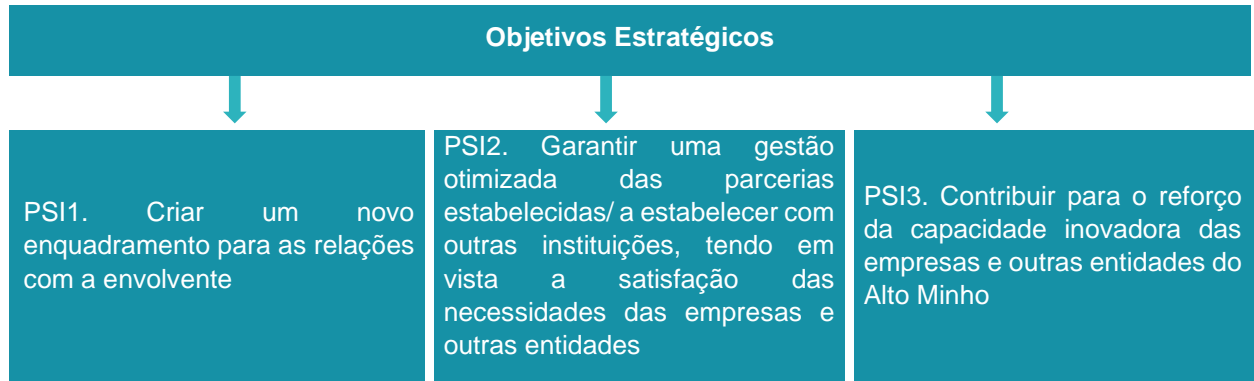 Objetivos Estratégicos
PSI1. Criar um novo
enquadramento para as relações
com a envolvente
PSI2. Garantir uma gestão
otimizada das parcerias
estabelecidas/ a estabelecer com
outras instituições, tendo em
vista a satisfação das
necessidades das empresas e
outras entidades
PSI3. Contribuir para o reforço
da capacidade inovadora das
empresas e outras entidades do
Alto Minho